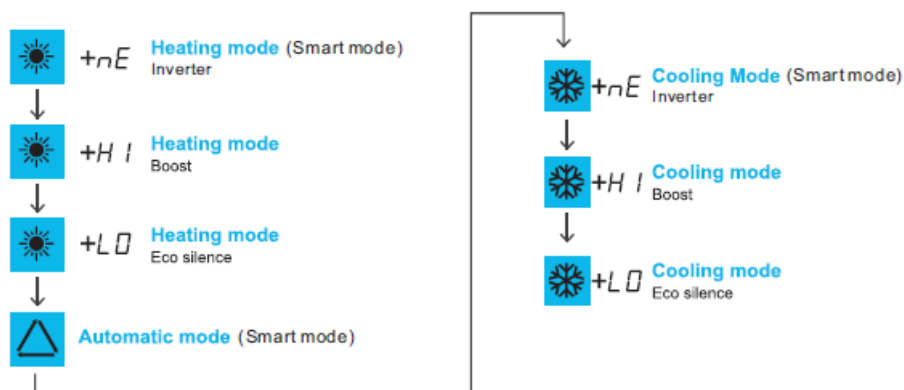 +nE Heating mode (Smart mode)
Inverter
+HI Heating mode
Boost
+LO Heating mode
Eco silence
Automatic mode (Smart mode)
+nE Cooling Mode (Smart mode)
Inverter
+HI Cooling mode
Boost
+LO Cooling mode
Eco silence